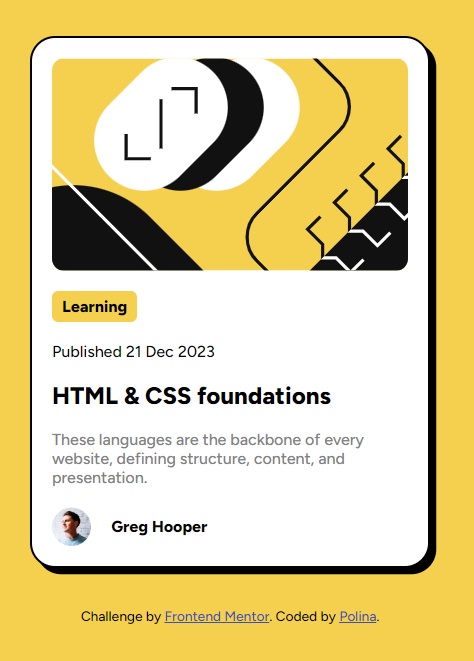 Learning
Published 21 Dec 2023
HTML & CSS foundations
These languages are the backbone of every
website, defining structure, content, and
presentation.
Greg Hooper
Challenge by Frontend Mentor. Coded by Polina.